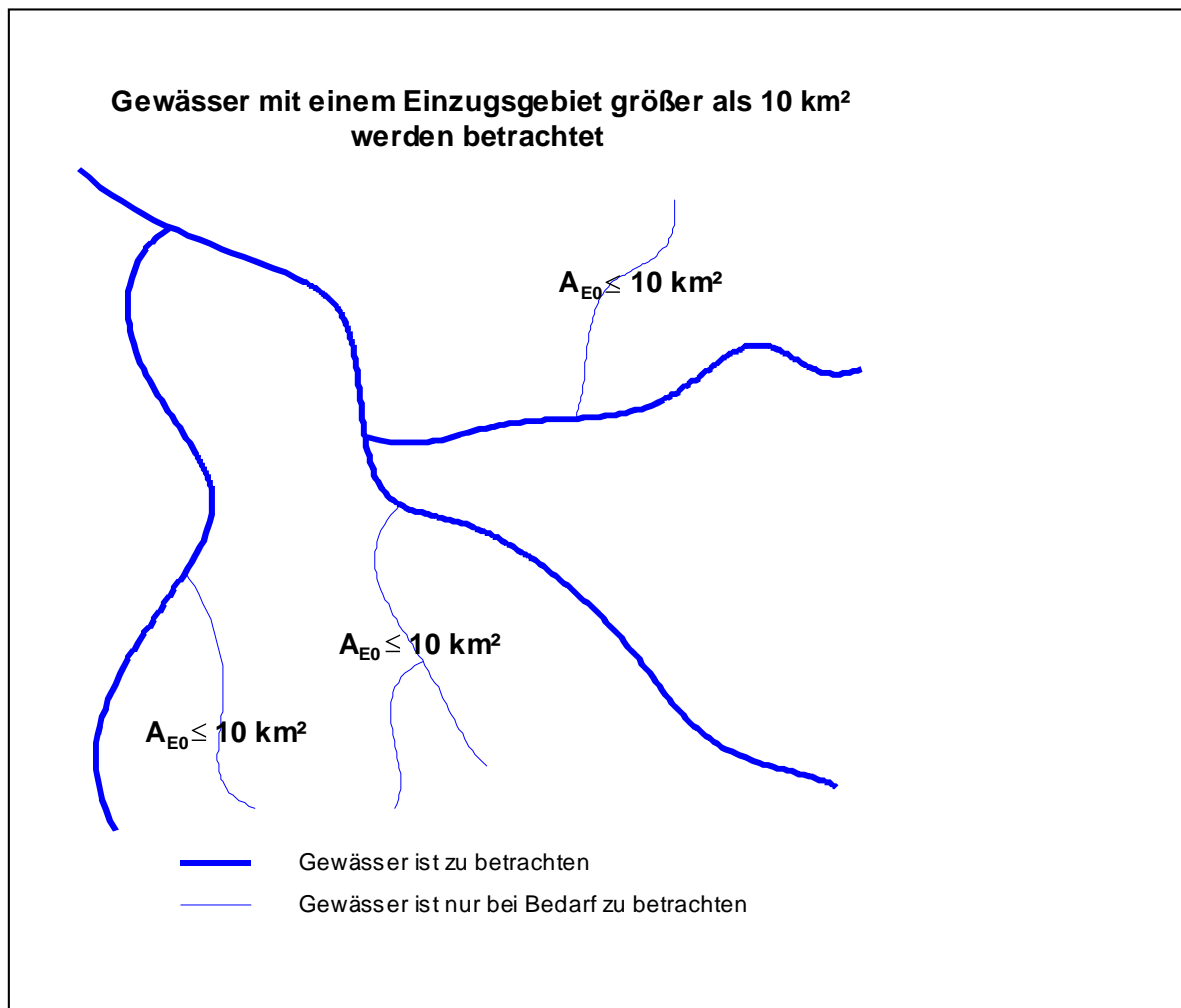 Gewässer mit einem Einzugsgebiet größer als 10 km²
werden betrachtet
A_E0 ≤ 10 km²
A_E0 ≤ 10 km²
A_E0 ≤ 10 km²
Gewässer ist zu betrachten
Gewässer ist nur bei Bedarf zu betrachten